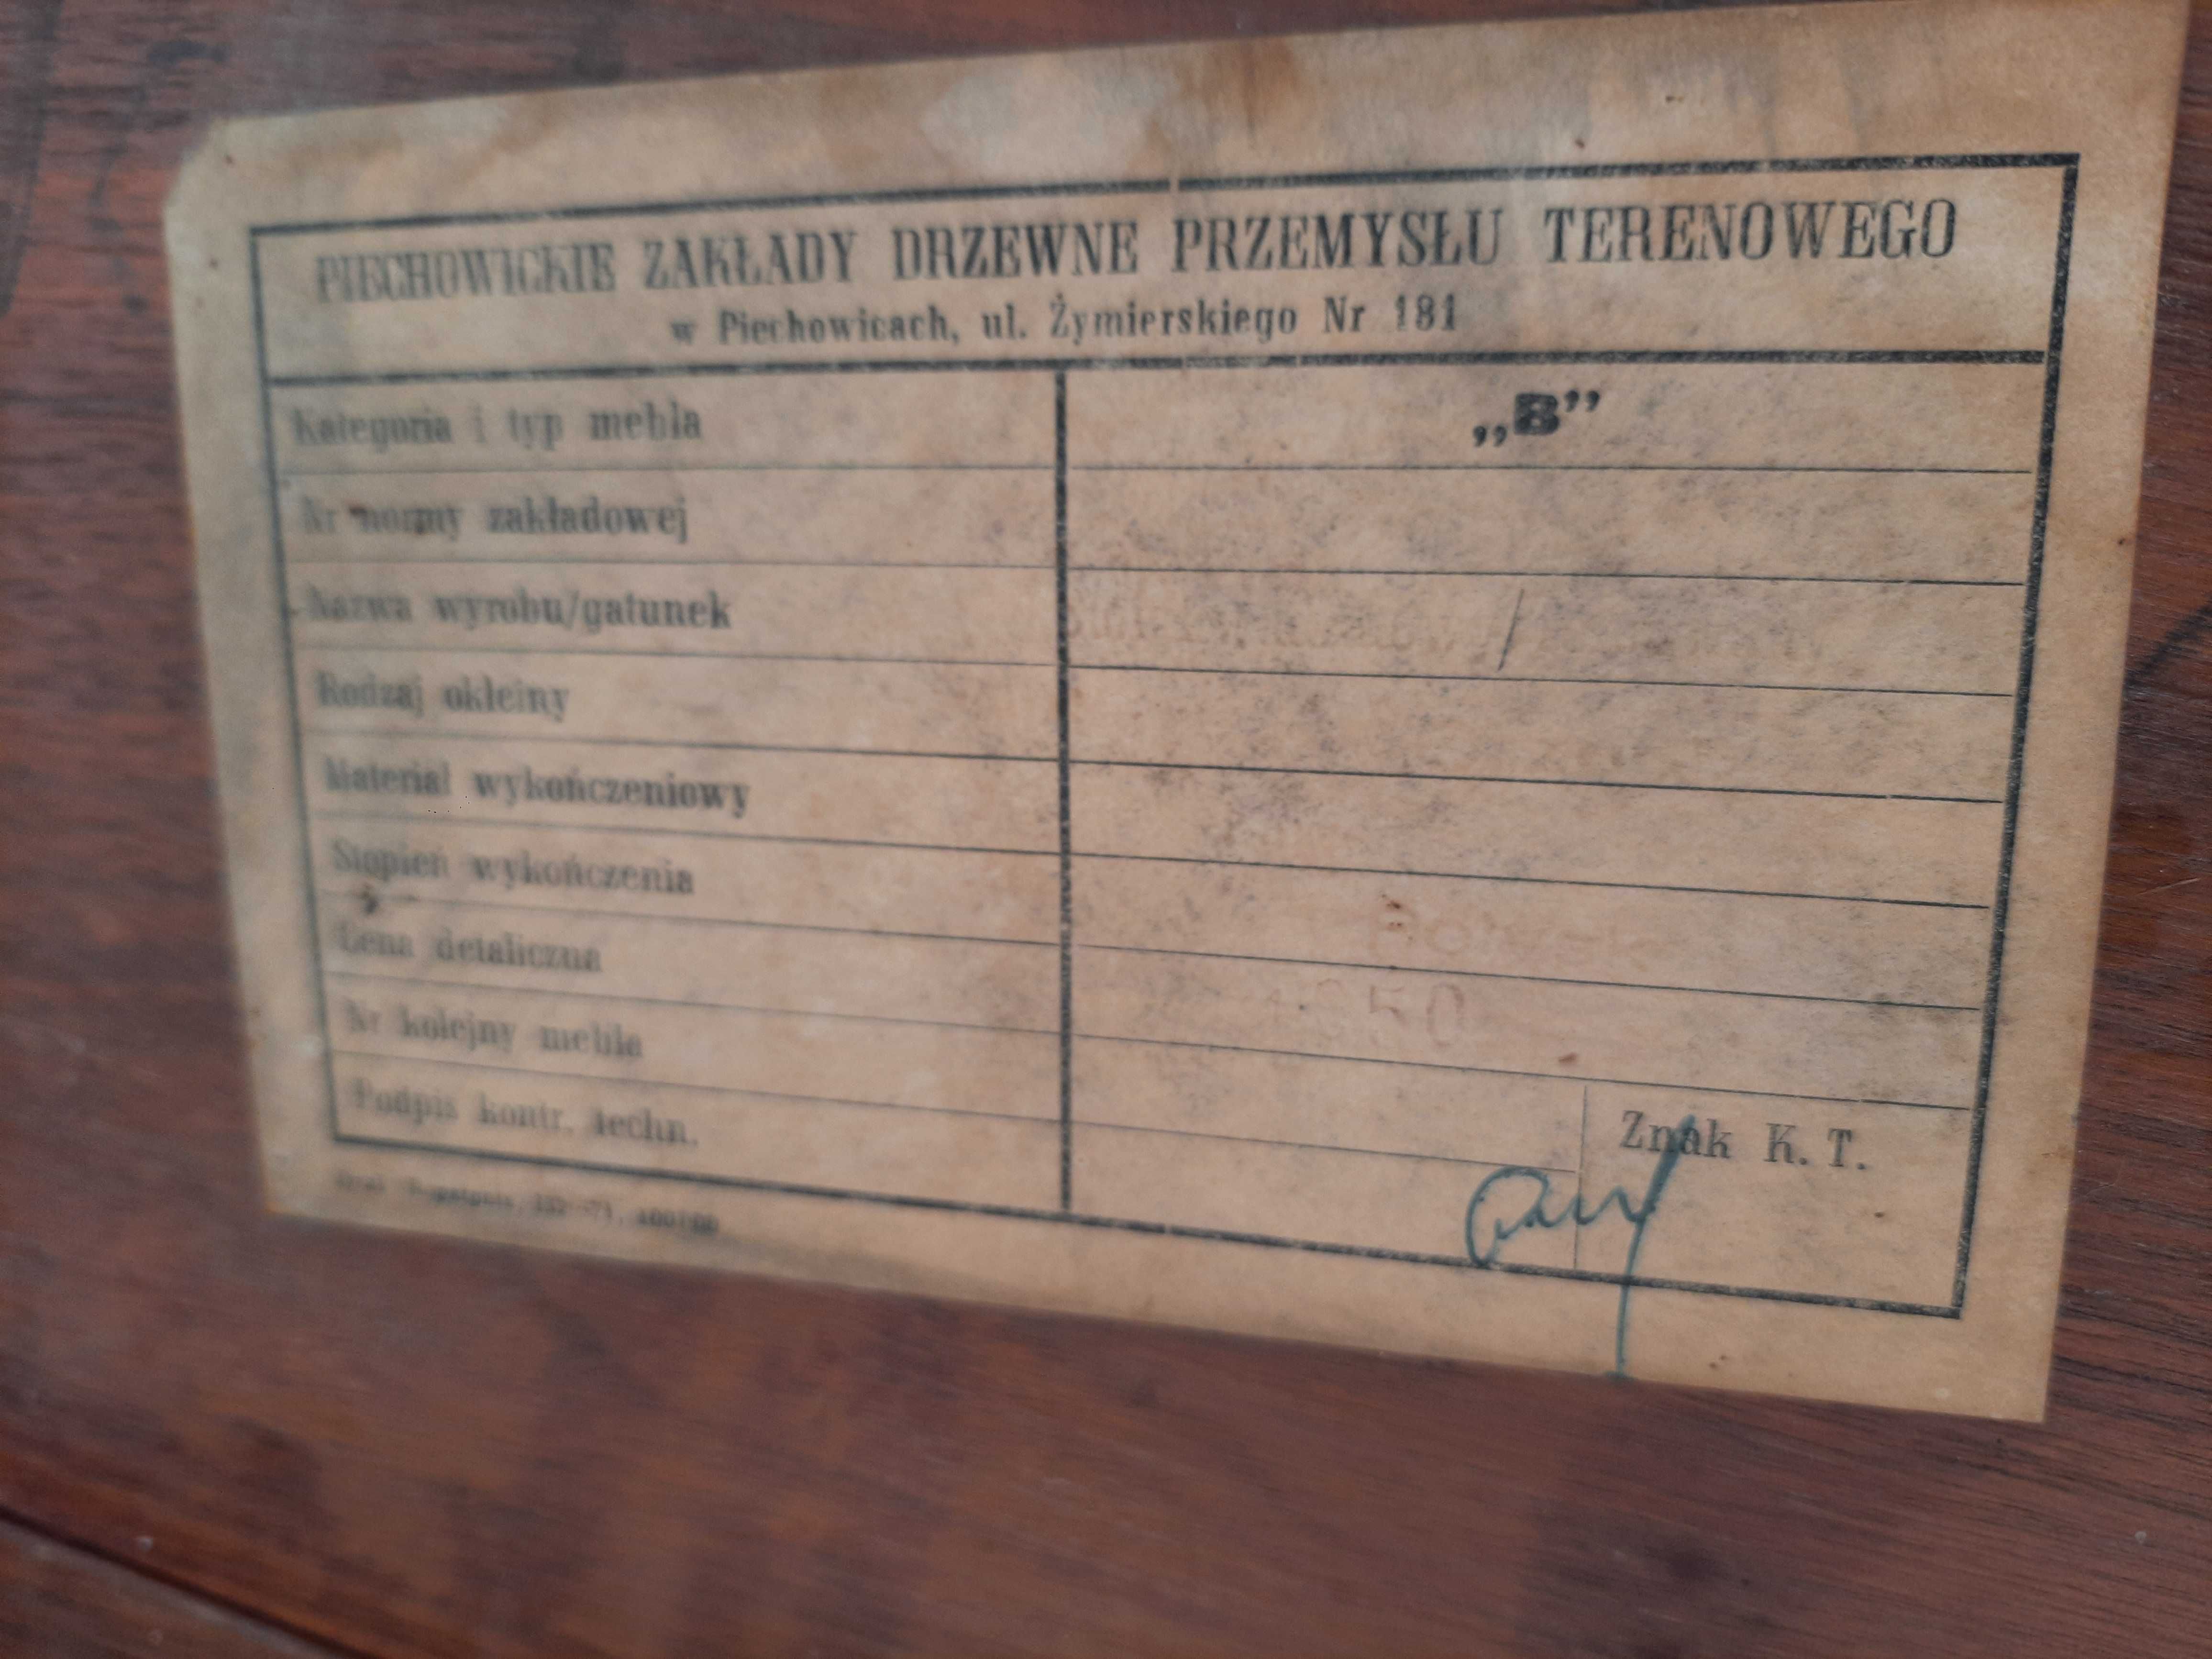 PIECHOWICKIE ZAKŁADY DRZEWNE PRZEMYSŁU TERENOWEGO
w Piechowicach, ul. Żymierskiego Nr 181
Kategoria i typ mebla „B”
Nr normy zakładowej
Nazwa wyrobu/gatunek /
Rodzaj okleiny
Materiał wykończeniowy
Stopień wykończenia
Cena detaliczna
Nr kolejny mebla
Podpis kontr. techn.
Znak K. T.